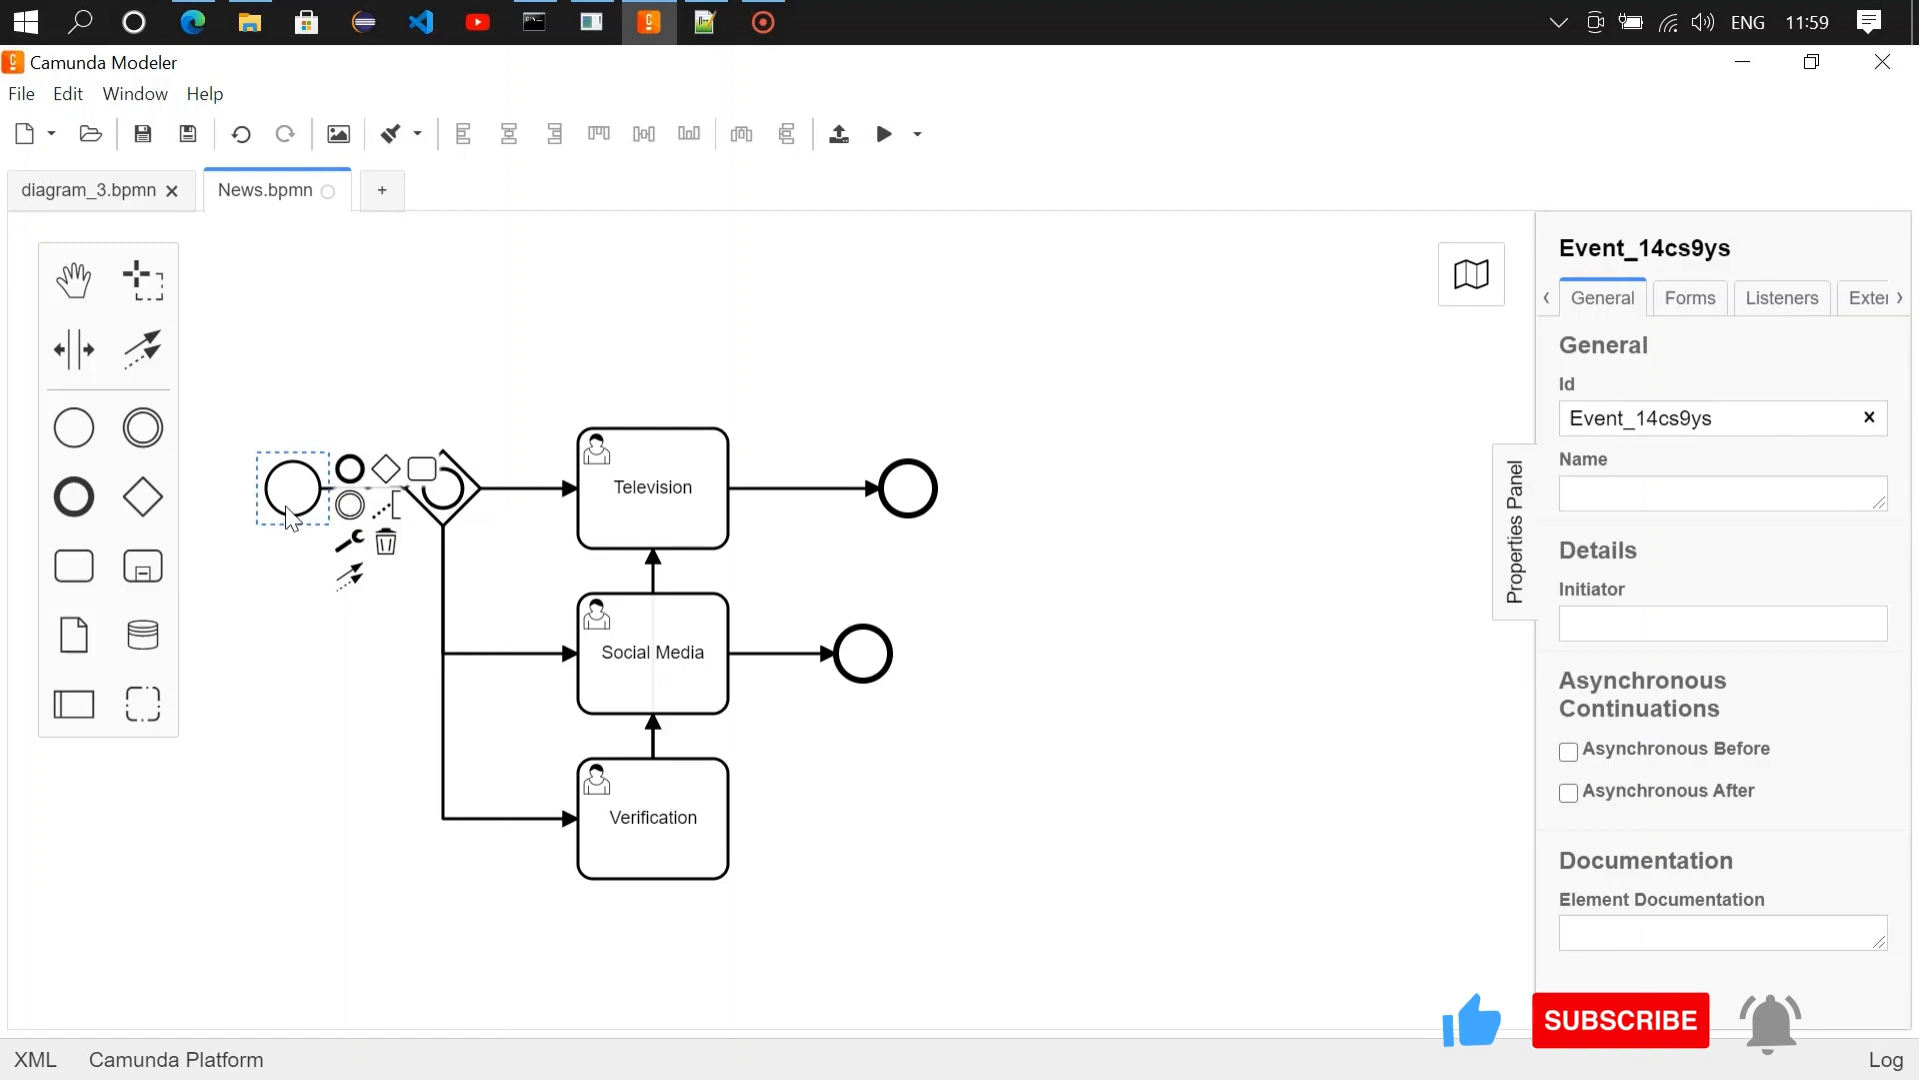 ENG 11:59
Camunda Modeler
File Edit Window Help
diagram_3.bpmn News.bpmn +
Event_14cs9ys
General Forms Listeners Exter
General
Id
Event_14cs9ys
Name
Television
Properties Panel
Details
Initiator
Social Media
Asynchronous
Continuations
Asynchronous Before
Asynchronous After
Verification
Documentation
Element Documentation
SUBSCRIBE
XML Camunda Platform Log